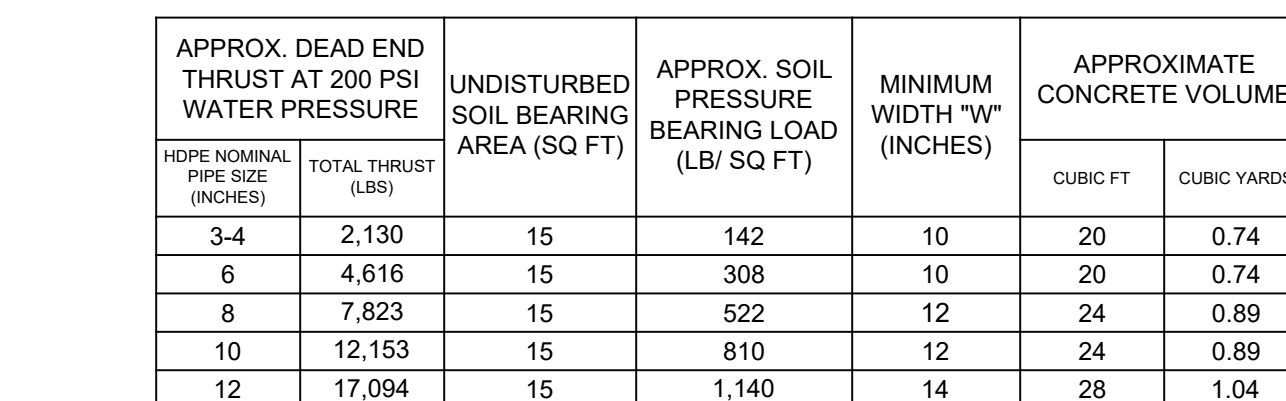 APPROX. DEAD END
THRUST AT 200 PSI
WATER PRESSURE
UNDISTURBED
SOIL BEARING
AREA (SQ FT)
APPROX. SOIL
PRESSURE
BEARING LOAD
(LB/ SQ FT)
MINIMUM
WIDTH "W"
(INCHES)
APPROXIMATE
CONCRETE VOLUME
HDPE NOMINAL
PIPE SIZE
(INCHES)
TOTAL THRUST
(LBS)
CUBIC FT
CUBIC YARDS
3-4 2,130 15 142 10 20 0.74
6 4,616 15 308 10 20 0.74
8 7,823 15 522 12 24 0.89
10 12,153 15 810 12 24 0.89
12 17,094 15 1,140 14 28 1.04